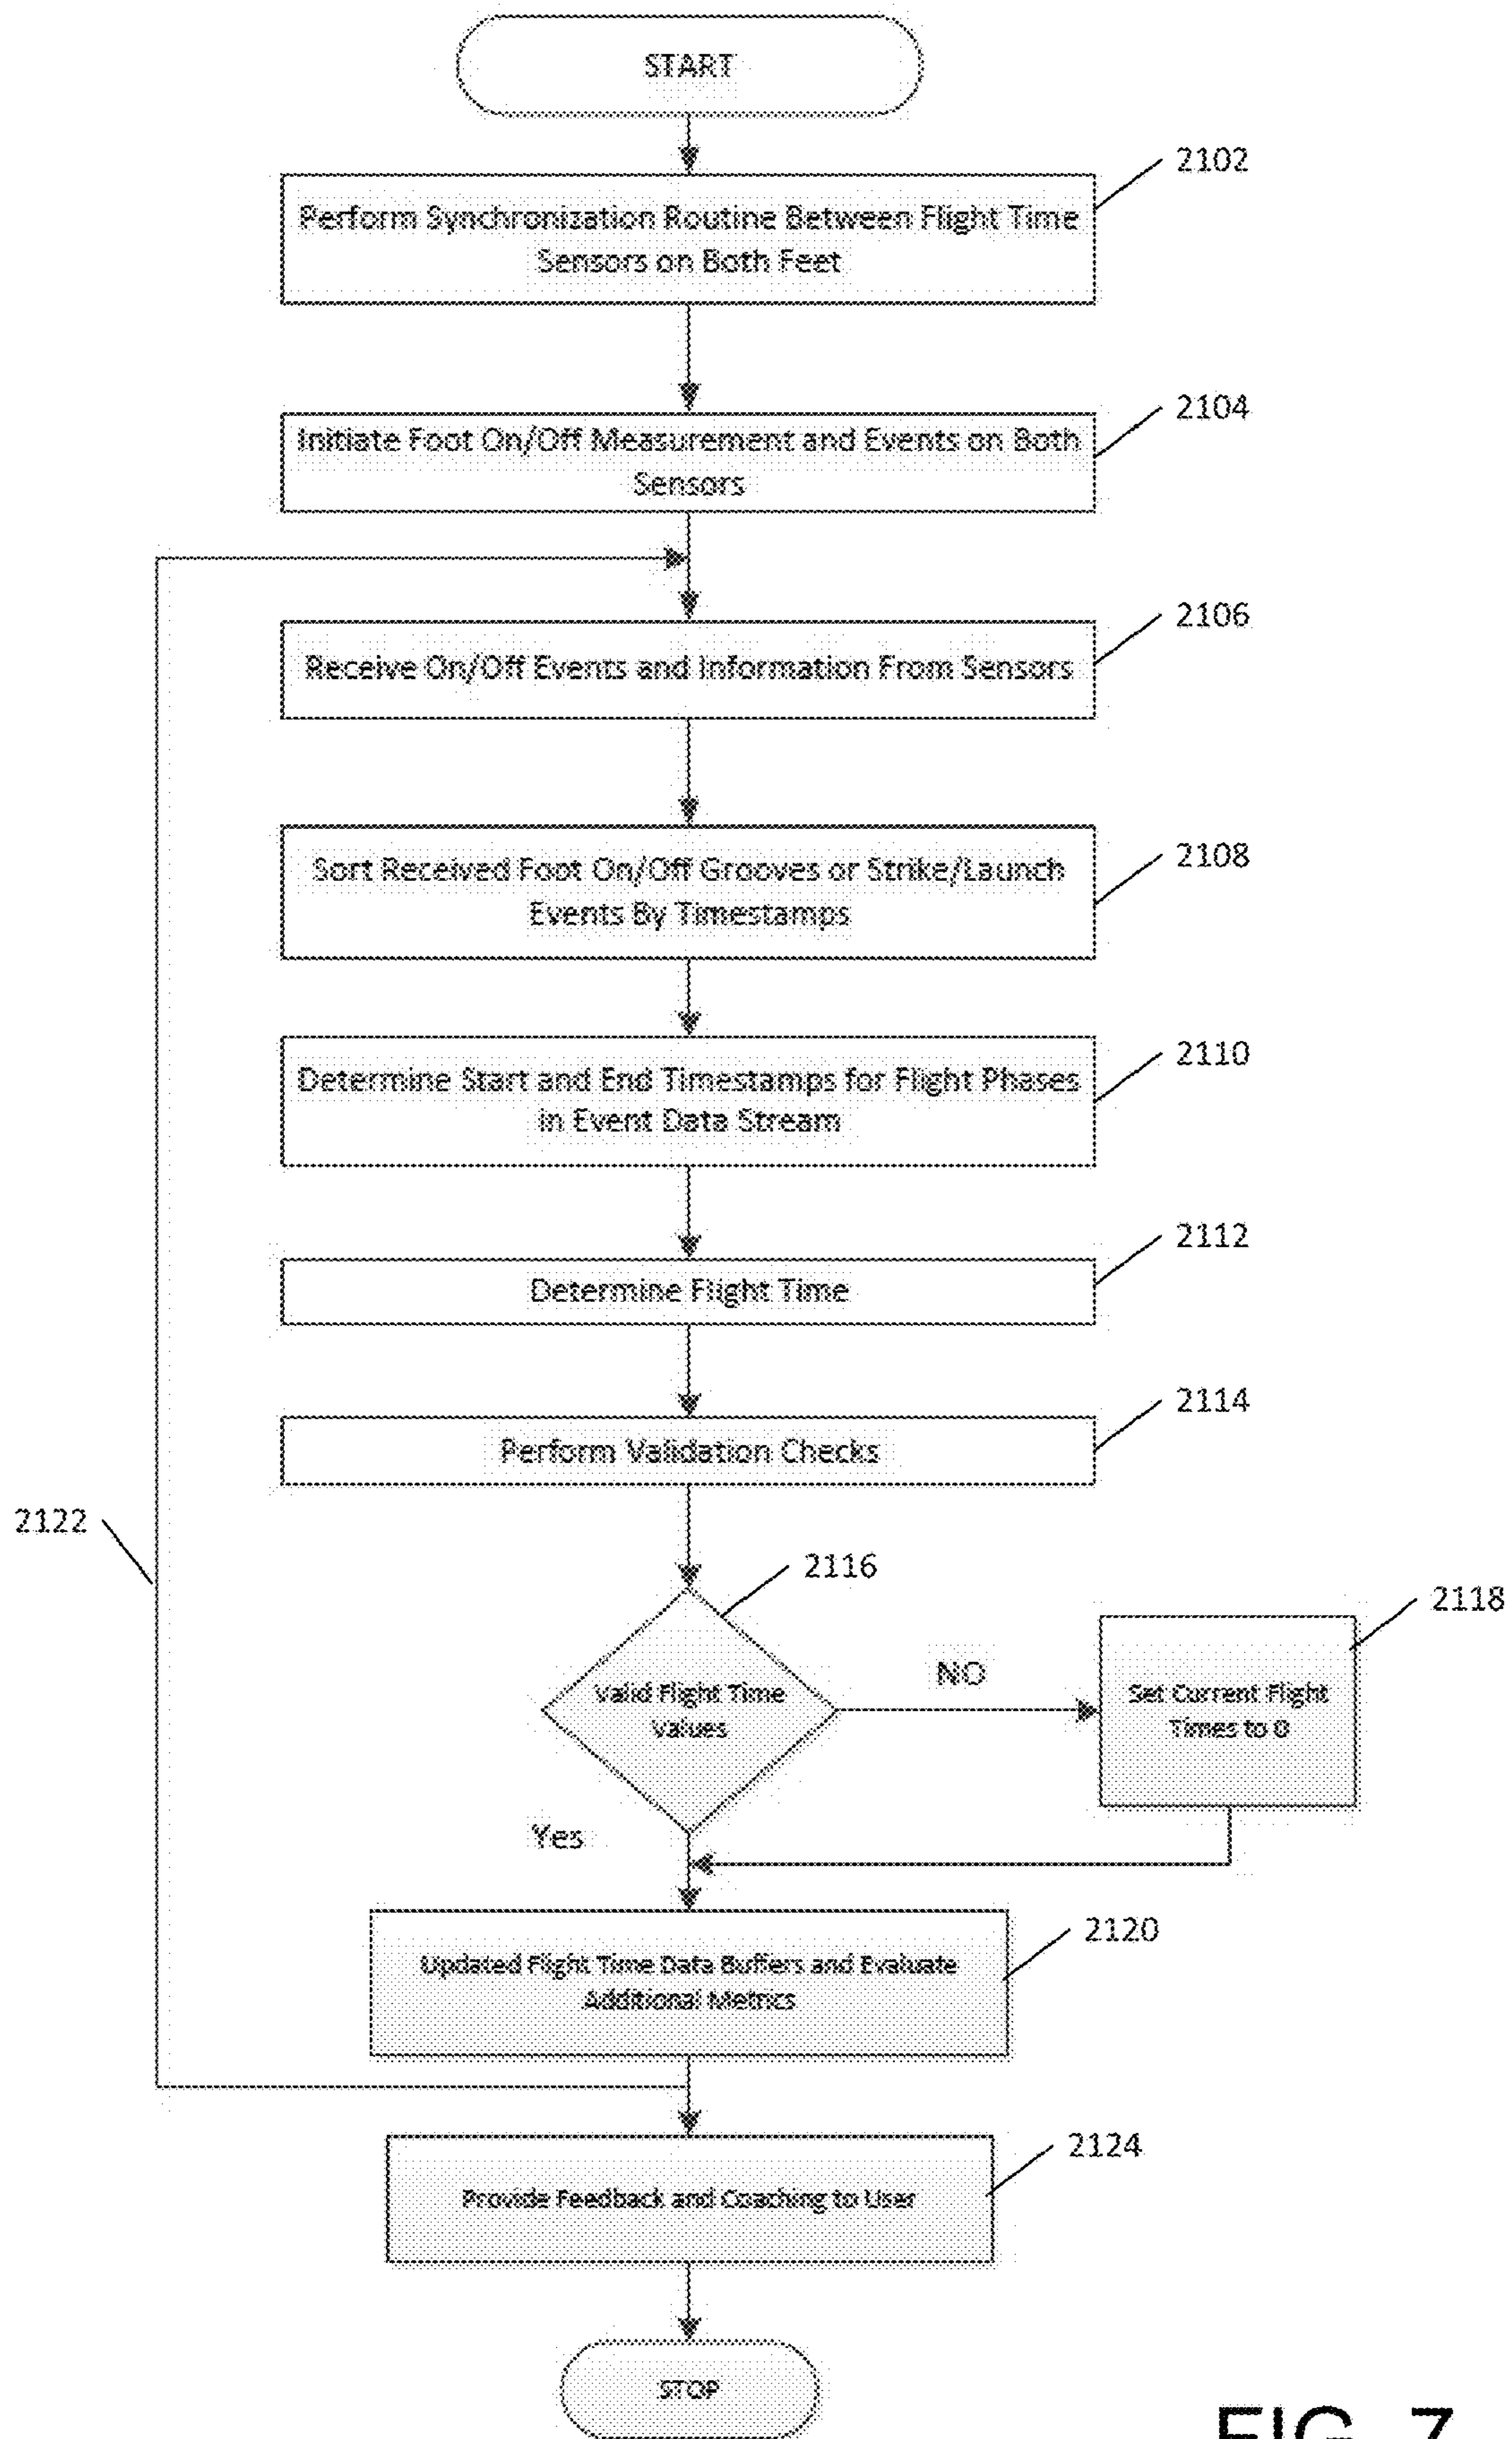 START
2102
Perform Synchronization Routine Between Flight Time
Sensors on Both Feet
2104
Initiate Foot On/Off Measurement and Events on Both
Sensors
2106
Receive On/Off Events and Information From Sensors
2108
Sort Received Foot On/Off Grooves or Strike/Launch
Events By Timestamps
2110
Determine Start and End Timestamps for Flight Phases
in Event Data Stream
2112
Determine Flight Time
2114
Perform Validation Checks
2122
2116
Valid Flight Time
Values
NO
2118
Set Current Flight
Times to 0
Yes
2120
Updated Flight Time Data Buffers and Evaluate
Additional Metrics
2124
Provide Feedback and Coaching to User
STOP
FIG. 7